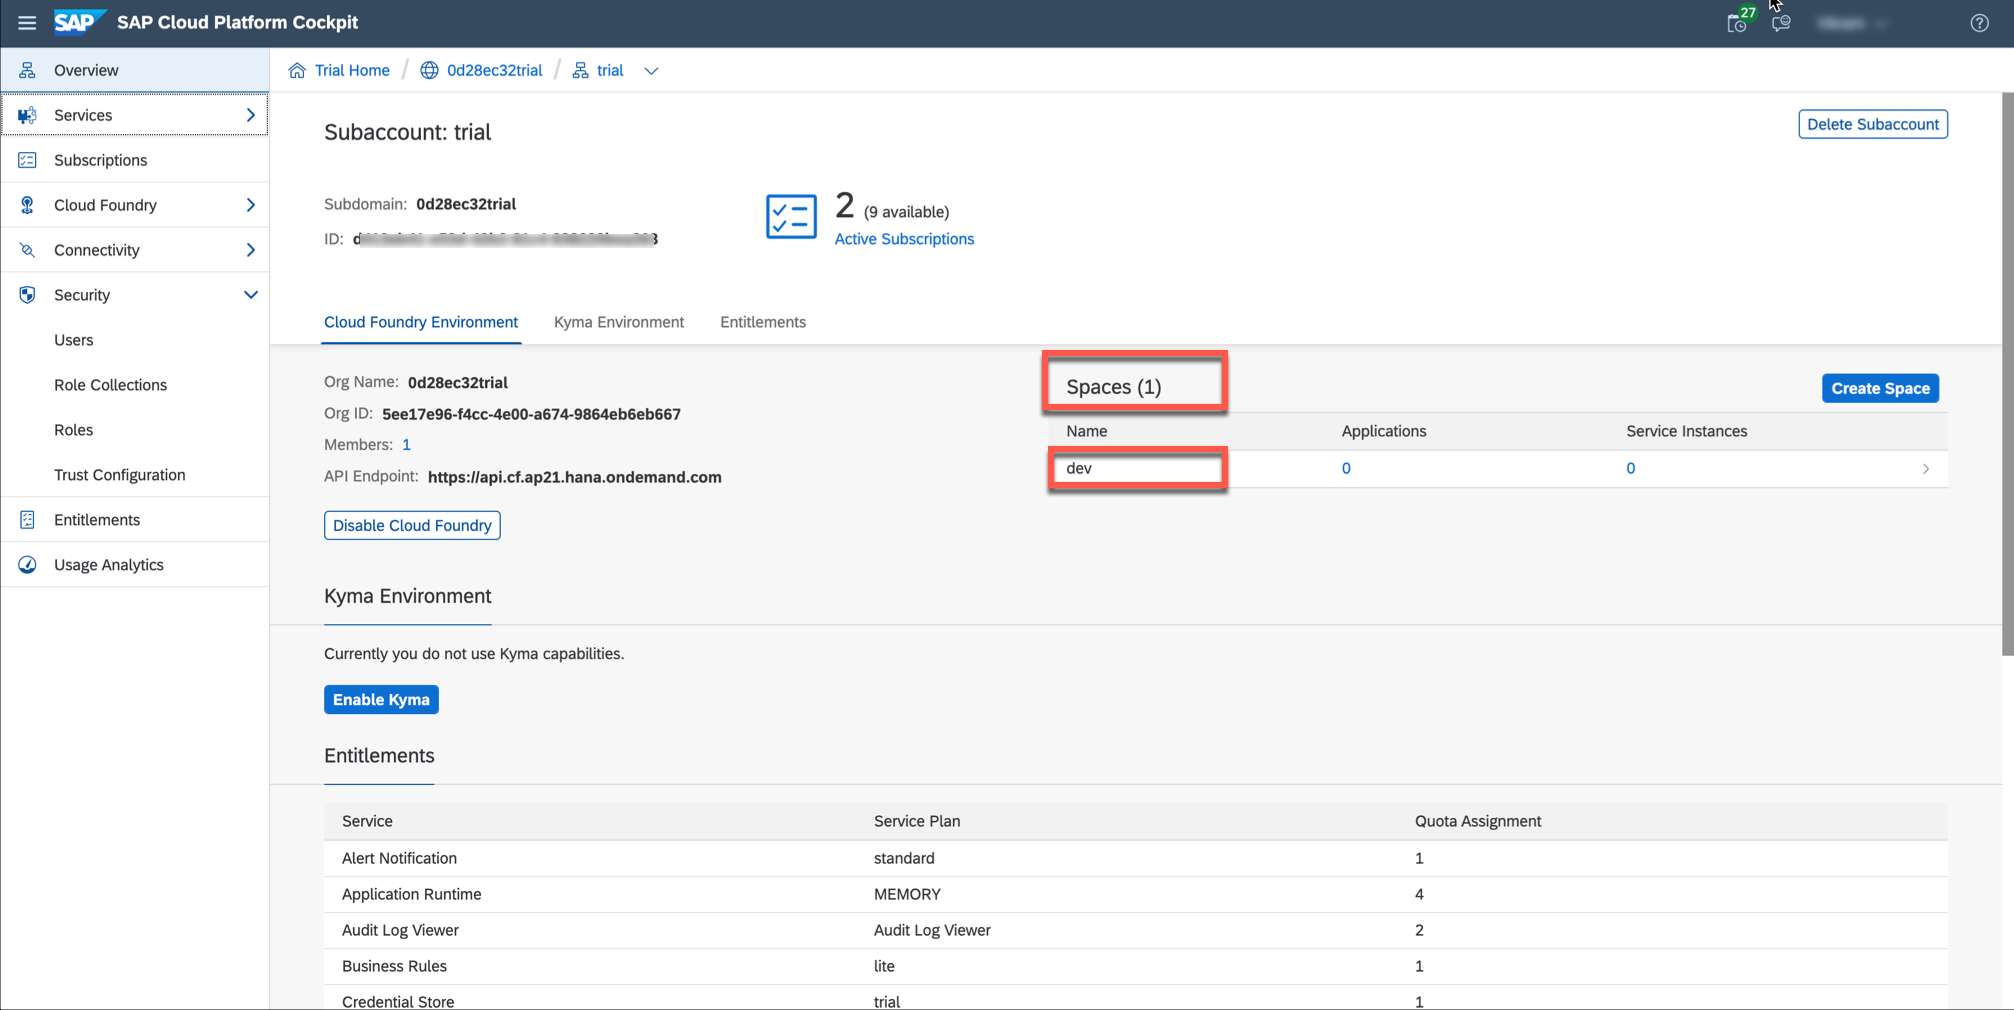 SAP SAP Cloud Platform Cockpit
27
Overview
Services
Subscriptions
Cloud Foundry
Connectivity
Security
Users
Role Collections
Roles
Trust Configuration
Entitlements
Usage Analytics
Trial Home / 0d28ec32trial / trial
Subaccount: trial
Delete Subaccount
Subdomain: 0d28ec32trial
ID:
2 (9 available)
Active Subscriptions
Cloud Foundry Environment Kyma Environment Entitlements
Org Name: 0d28ec32trial
Org ID: 5ee17e96-f4cc-4e00-a674-9864eb6eb667
Members: 1
API Endpoint: https://api.cf.ap21.hana.ondemand.com
Disable Cloud Foundry
Spaces (1)
Create Space
Name Applications Service Instances
dev 0 0
Kyma Environment
Currently you do not use Kyma capabilities.
Enable Kyma
Entitlements
Service Service Plan Quota Assignment
Alert Notification standard 1
Application Runtime MEMORY 4
Audit Log Viewer Audit Log Viewer 2
Business Rules lite 1
Credential Store trial 1